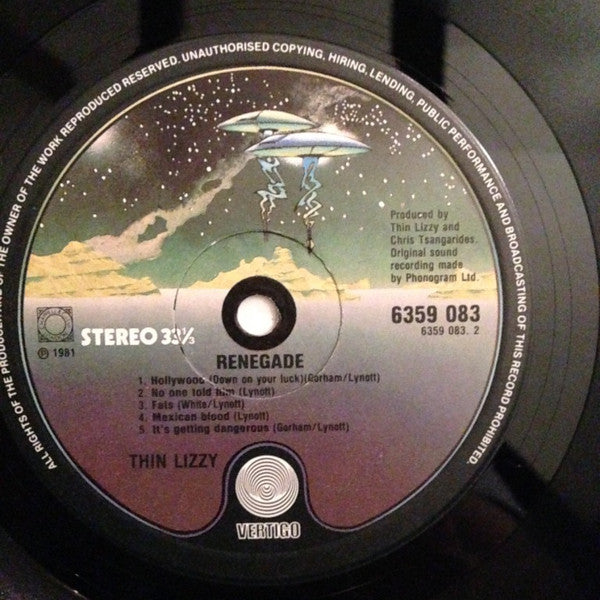 ALL RIGHTS OF THE PRODUCER AND OF THE OWNER OF THE WORK REPRODUCED RESERVED. UNAUTHORISED COPYING, HIRING, LENDING, PUBLIC PERFORMANCE AND BROADCASTING OF THIS RECORD PROHIBITED.
Produced by
Thin Lizzy and
Chris Tsangarides.
Original sound
recording made
by Phonogram Ltd.
6359 083
6359 083. 2
STEREO 33⅓
℗ 1981
RENEGADE
1. Hollywood (Down on your luck)(Gorham/Lynott)
2. No one told him (Lynott)
3. Fats (White/Lynott)
4. Mexican blood (Lynott)
5. It's getting dangerous (Gorham/Lynott)
THIN LIZZY
VERTIGO